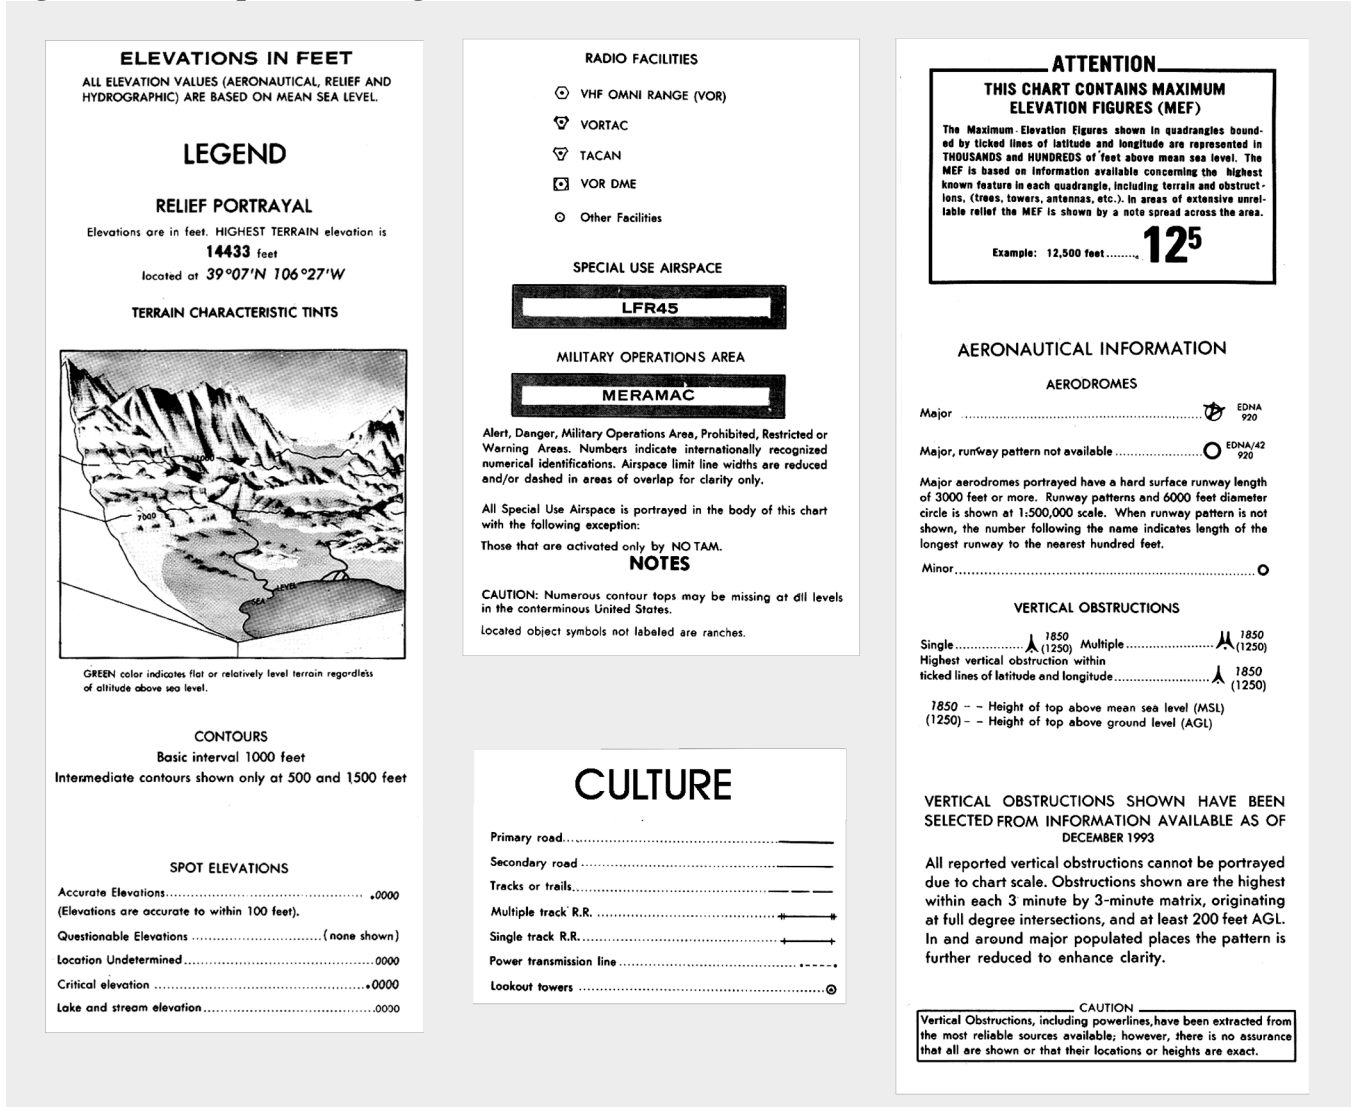 ELEVATIONS IN FEET
ALL ELEVATION VALUES (AERONAUTICAL, RELIEF AND
HYDROGRAPHIC) ARE BASED ON MEAN SEA LEVEL.
LEGEND
RELIEF PORTRAYAL
Elevations are in feet. HIGHEST TERRAIN elevation is
14433 feet
located at 39°07'N 106°27'W
TERRAIN CHARACTERISTIC TINTS
7000
SEA LEVEL
GREEN color indicates flat or relatively level terrain regardless
of altitude above sea level.
CONTOURS
Basic interval 1000 feet
Intermediate contours shown only at 500 and 1500 feet
SPOT ELEVATIONS
Accurate Elevations .0000
(Elevations are accurate to within 100 feet).
Questionable Elevations (none shown)
Location Undetermined 0000
Critical elevation .0000
Lake and stream elevation .0000
RADIO FACILITIES
VHF OMNI RANGE (VOR)
VORTAC
TACAN
VOR DME
Other Facilities
SPECIAL USE AIRSPACE
LFR45
MILITARY OPERATIONS AREA
MERAMAC
Alert, Danger, Military Operations Area, Prohibited, Restricted or
Warning Areas. Numbers indicate internationally recognized
numerical identifications. Airspace limit line widths are reduced
and/or dashed in areas of overlap for clarity only.
All Special Use Airspace is portrayed in the body of this chart
with the following exception:
Those that are activated only by NO TAM.
NOTES
CAUTION: Numerous contour tops may be missing at all levels
in the conterminous United States.
Located object symbols not labeled are ranches.
CULTURE
Primary road
Secondary road
Tracks or trails
Multiple track R.R.
Single track R.R.
Power transmission line
Lookout towers
ATTENTION
THIS CHART CONTAINS MAXIMUM
ELEVATION FIGURES (MEF)
The Maximum Elevation Figures shown in quadrangles bound-
ed by ticked lines of latitude and longitude are represented in
THOUSANDS and HUNDREDS of feet above mean sea level. The
MEF is based on information available concerning the highest
known feature in each quadrangle, including terrain and obstruct-
ions, (trees, towers, antennas, etc.). In areas of extensive unrel-
iable relief the MEF is shown by a note spread across the area.
Example: 12,500 feet 12⁵
AERONAUTICAL INFORMATION
AERODROMES
Major EDNA
920
Major, runway pattern not available EDNA/42
920
Major aerodromes portrayed have a hard surface runway length
of 3000 feet or more. Runway patterns and 6000 feet diameter
circle is shown at 1:500,000 scale. When runway pattern is not
shown, the number following the name indicates length of the
longest runway to the nearest hundred feet.
Minor
VERTICAL OBSTRUCTIONS
Single 1850 (1250) Multiple 1850 (1250)
Highest vertical obstruction within
ticked lines of latitude and longitude 1850
(1250)
1850 - - Height of top above mean sea level (MSL)
(1250) - - Height of top above ground level (AGL)
VERTICAL OBSTRUCTIONS SHOWN HAVE BEEN
SELECTED FROM INFORMATION AVAILABLE AS OF
DECEMBER 1993
All reported vertical obstructions cannot be portrayed
due to chart scale. Obstructions shown are the highest
within each 3 minute by 3-minute matrix, originating
at full degree intersections, and at least 200 feet AGL.
In and around major populated places the pattern is
further reduced to enhance clarity.
CAUTION
Vertical Obstructions, including powerlines, have been extracted from
the most reliable sources available; however, there is no assurance
that all are shown or that their locations or heights are exact.